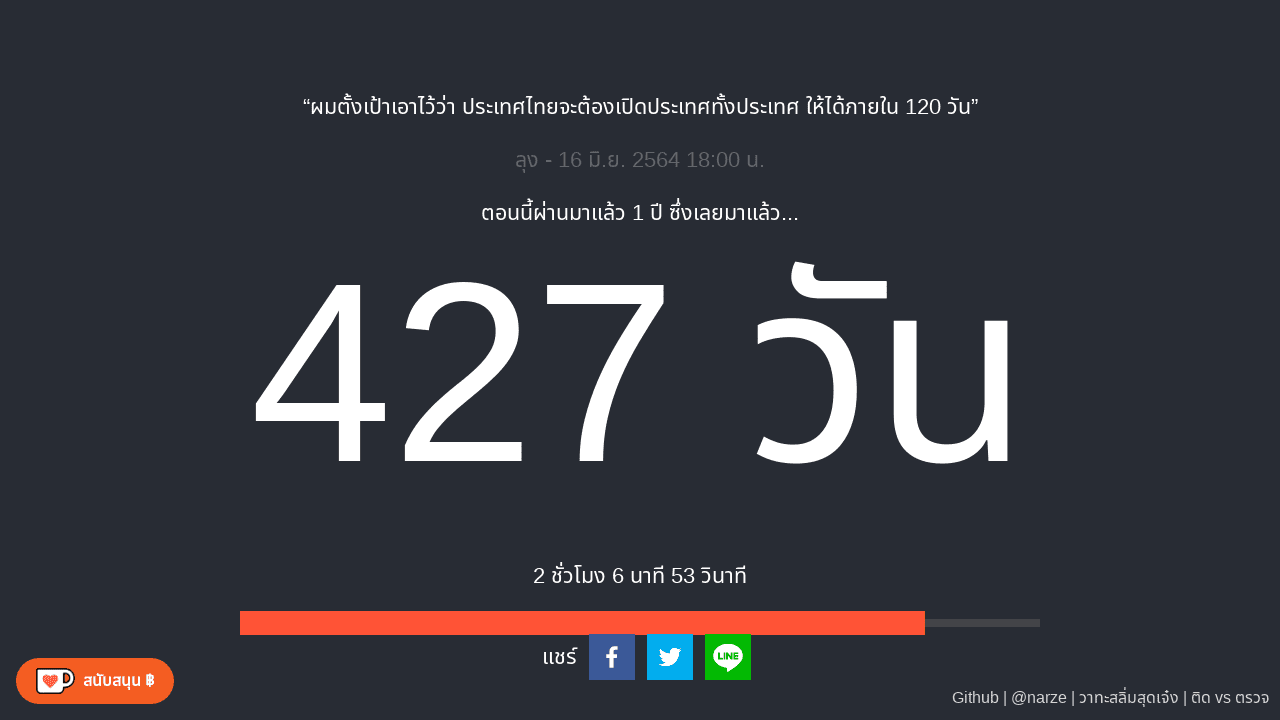 “ผมตั้งเป้าเอาไว้ว่า ประเทศไทยจะต้องเปิดประเทศทั้งประเทศ ให้ได้ภายใน 120 วัน”
ลุง - 16 มิ.ย. 2564 18:00 น.
ตอนนี้ผ่านมาแล้ว 1 ปี ซึ่งเลยมาแล้ว...
427 วัน
2 ชั่วโมง 6 นาที 53 วินาที
แชร์
LINE
สนับสนุน ฿
Github | @narze | วาทะสลิ่มสุดเจ๋ง | ติด vs ตรวจ